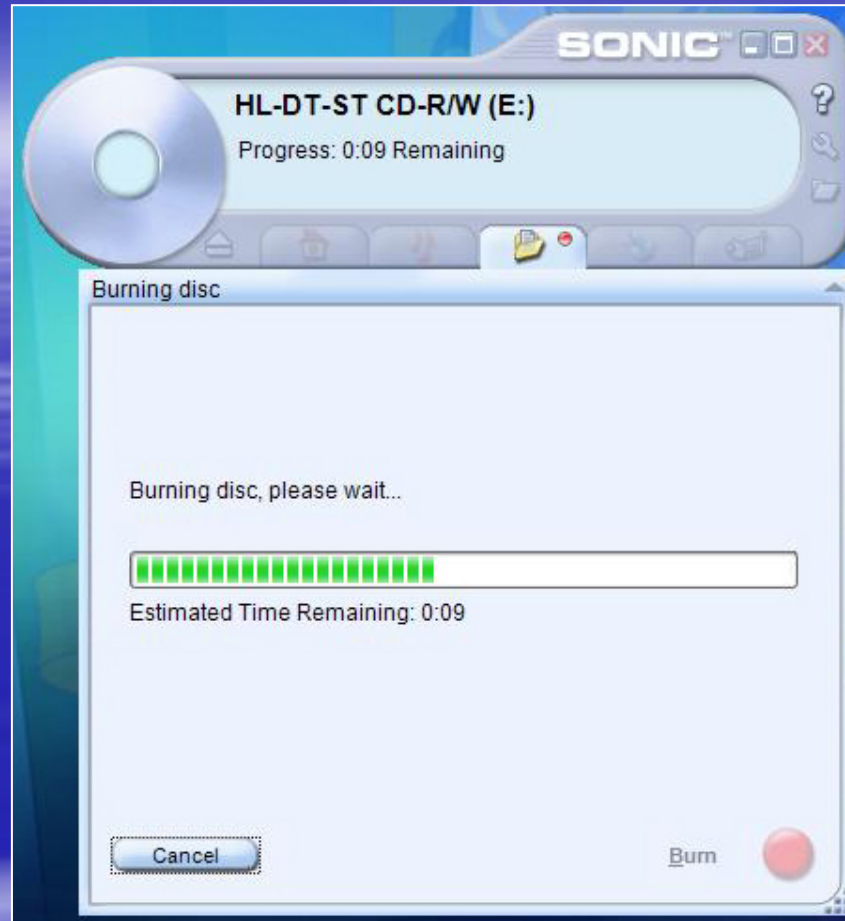 SONIC
HL-DT-ST CD-R/W (E:)
Progress: 0:09 Remaining
Burning disc
Burning disc, please wait...
Estimated Time Remaining: 0:09
Cancel
Burn